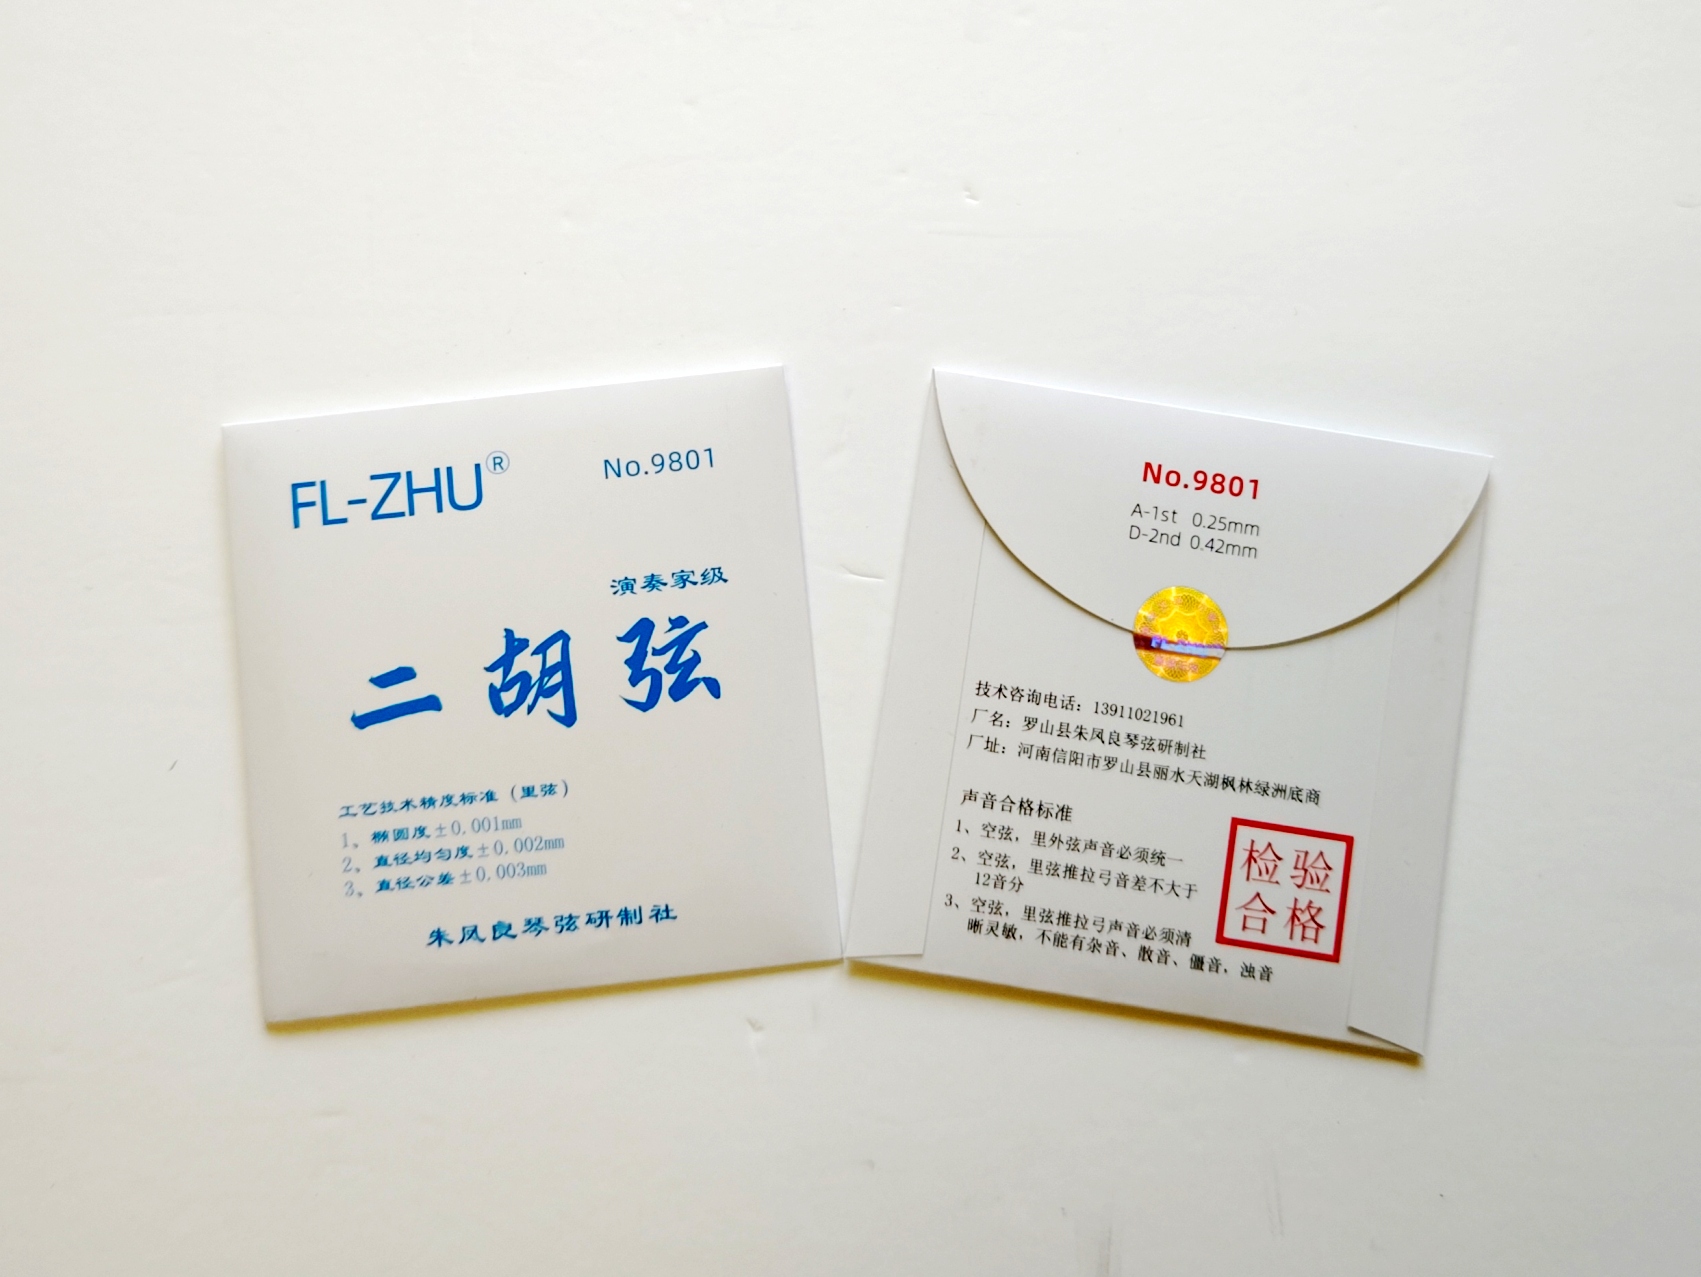 FL-ZHU®
No.9801
演奏家级
二胡弦
工艺技术精度标准（里弦）
1、椭圆度±0.001mm
2、直径均匀度±0.002mm
3、直径公差±0.003mm
朱凤良琴弦研制社
No.9801
A-1st 0.25mm
D-2nd 0.42mm
技术咨询电话：13911021961
厂名：罗山县朱凤良琴弦研制社
厂址：河南信阳市罗山县丽水天湖枫林绿洲底商
声音合格标准
1、空弦，里外弦声音必须统一
2、空弦，里弦推拉弓音差不大于
12音分
3、空弦，里弦推拉弓声音必须清
晰灵敏，不能有杂音、散音、僵音，浊音
检验
合格